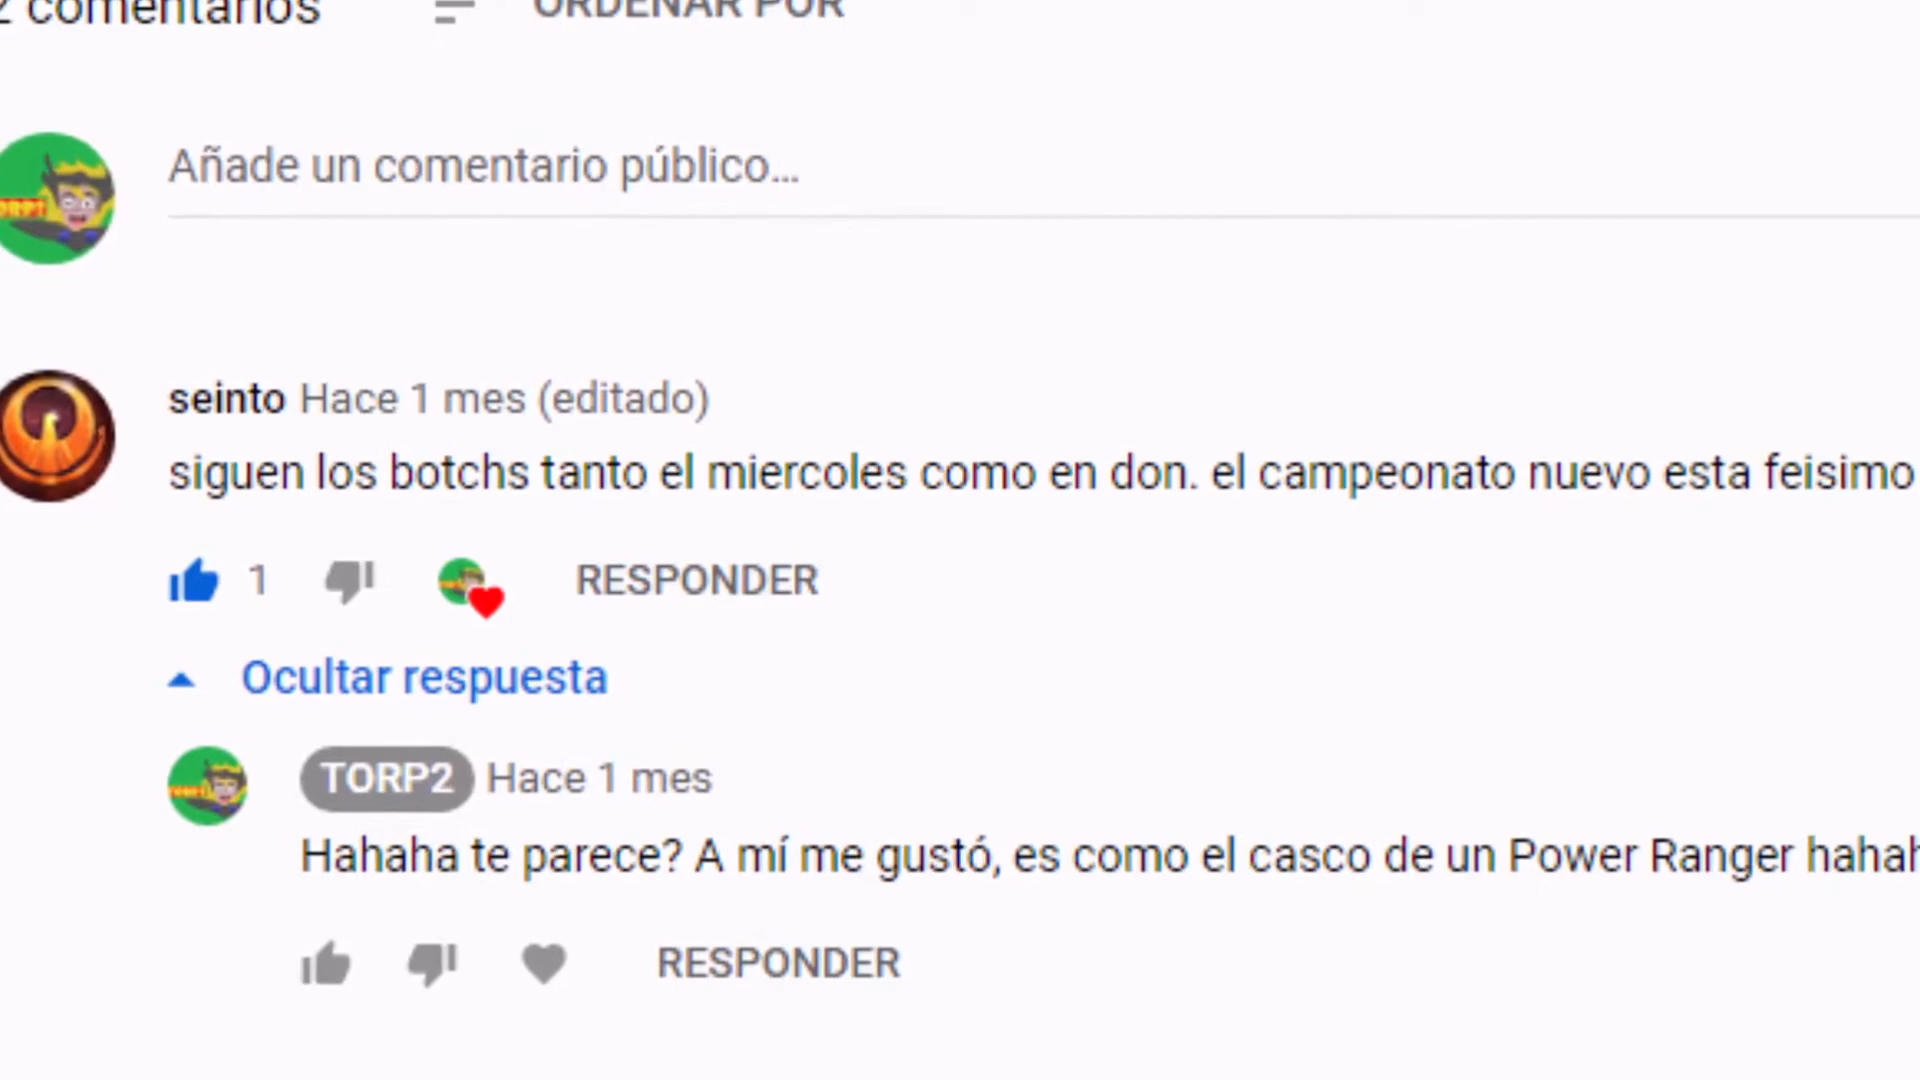 2 comentarios ORDENAR POR
Añade un comentario público...
seinto Hace 1 mes (editado)
siguen los botchs tanto el miercoles como en don. el campeonato nuevo esta feisimo
1 RESPONDER
Ocultar respuesta
TORP2 Hace 1 mes
Hahaha te parece? A mí me gustó, es como el casco de un Power Ranger hahah
RESPONDER